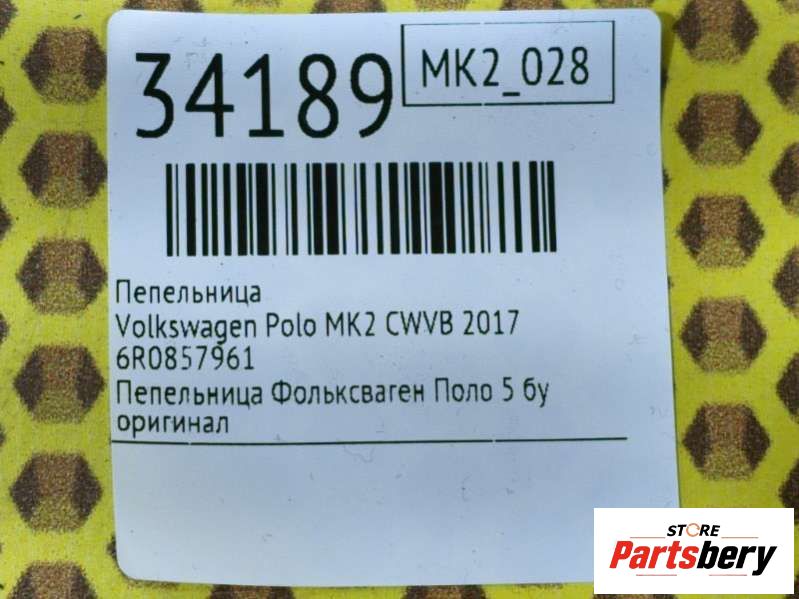 34189
MK2_028
Пепельница
Volkswagen Polo MK2 CWVB 2017
6R0857961
Пепельница Фольксваген Поло 5 бу
оригинал
STORE
Partsbery